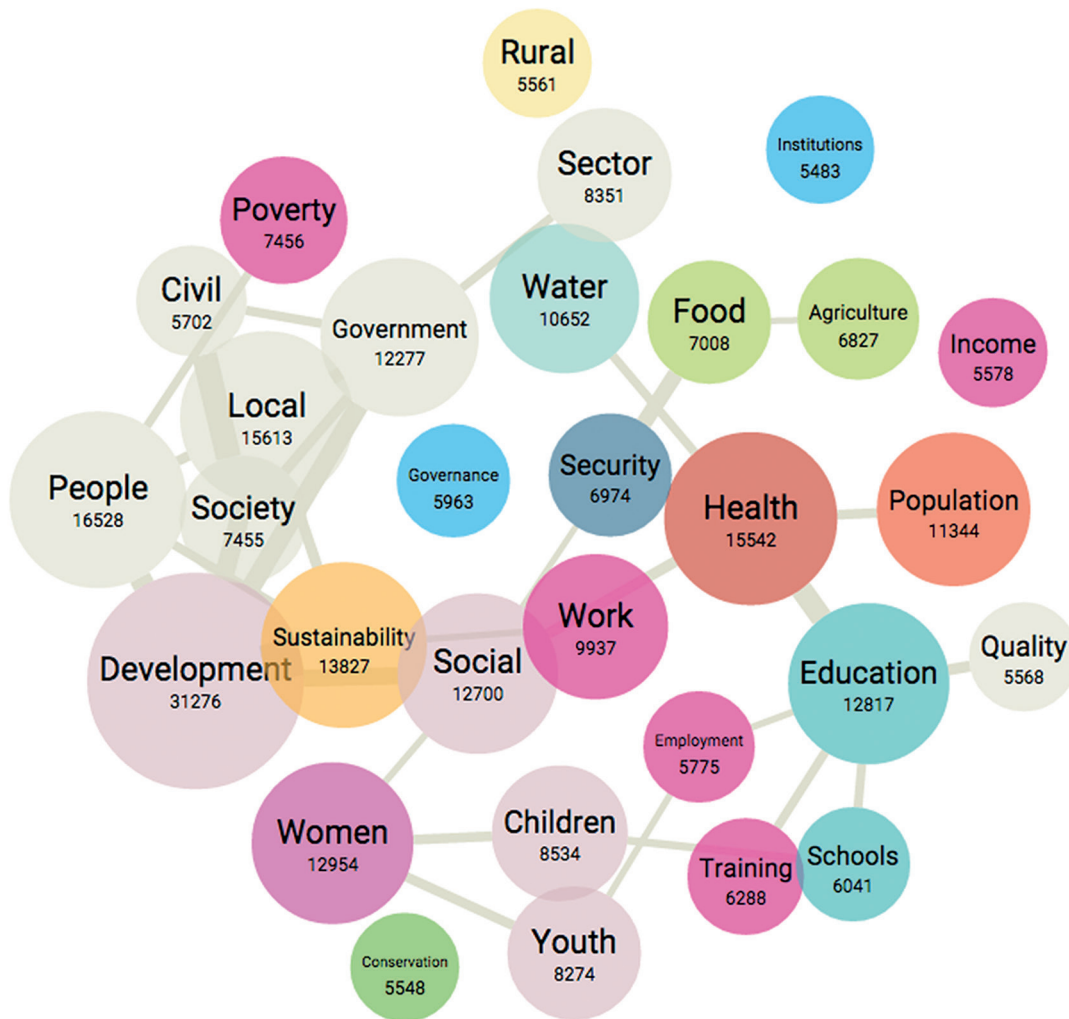 Rural
5561
Sector
8351
Institutions
5483
Poverty
7456
Civil
5702
Government
12277
Water
10652
Food
7008
Agriculture
6827
Income
5578
Local
15613
People
16528
Society
7455
Governance
5963
Security
6974
Health
15542
Population
11344
Development
31276
Sustainability
13827
Social
12700
Work
9937
Education
12817
Quality
5568
Employment
5775
Women
12954
Children
8534
Training
6288
Schools
6041
Conservation
5548
Youth
8274